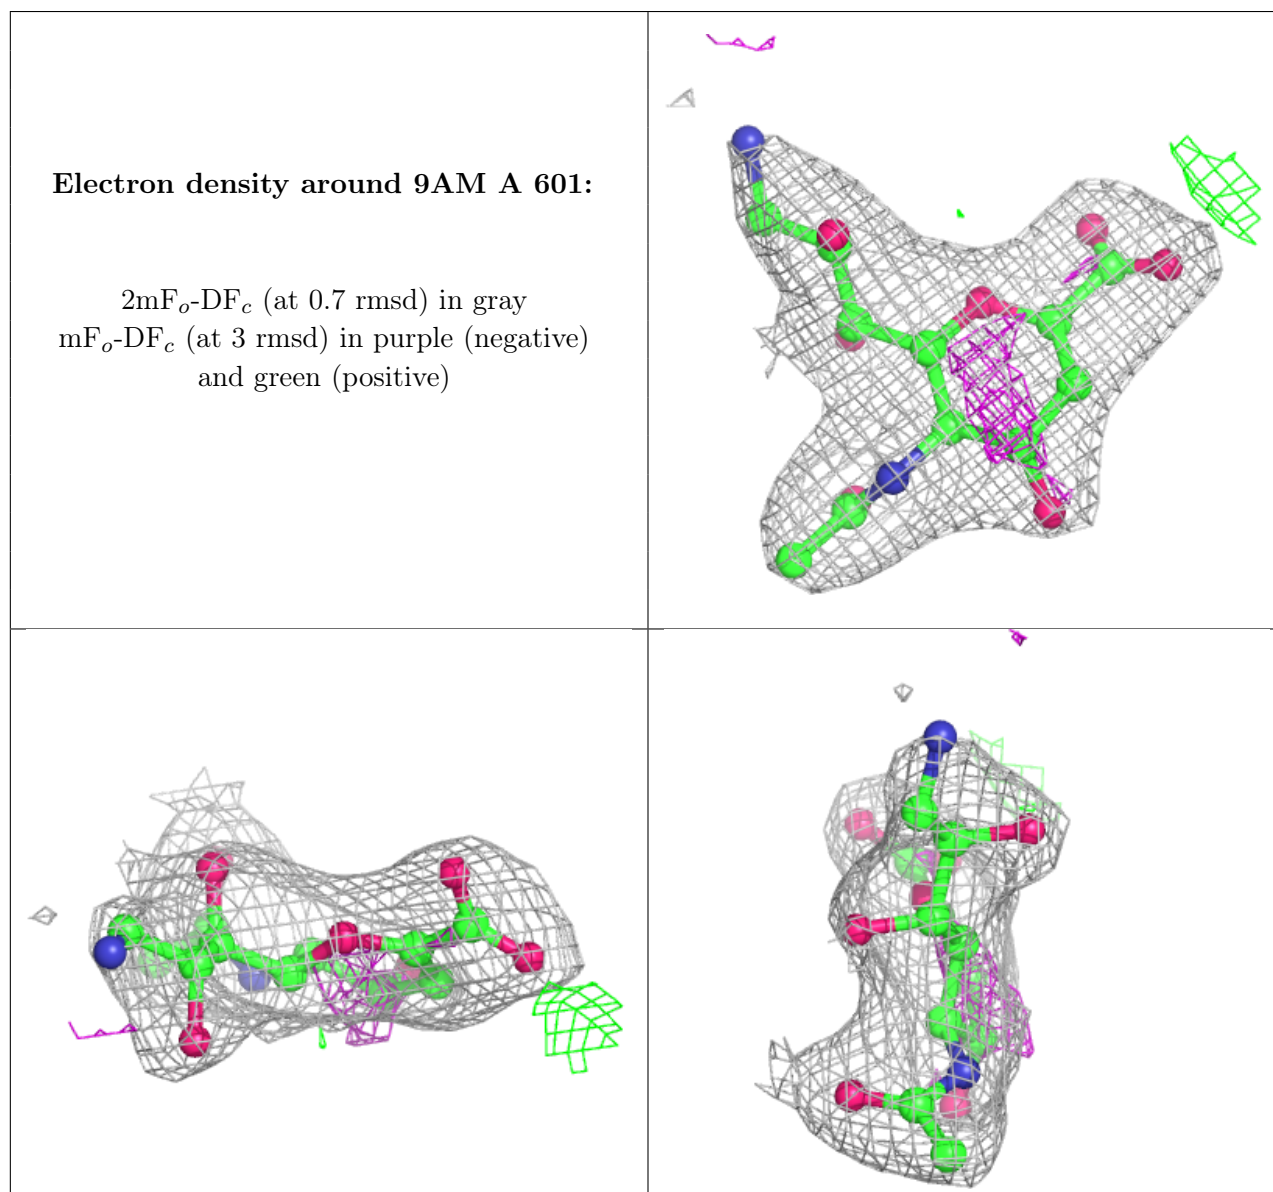 Electron density around 9AM A 601:
2mFo-DFc (at 0.7 rmsd) in gray
mFo-DFc (at 3 rmsd) in purple (negative)
and green (positive)